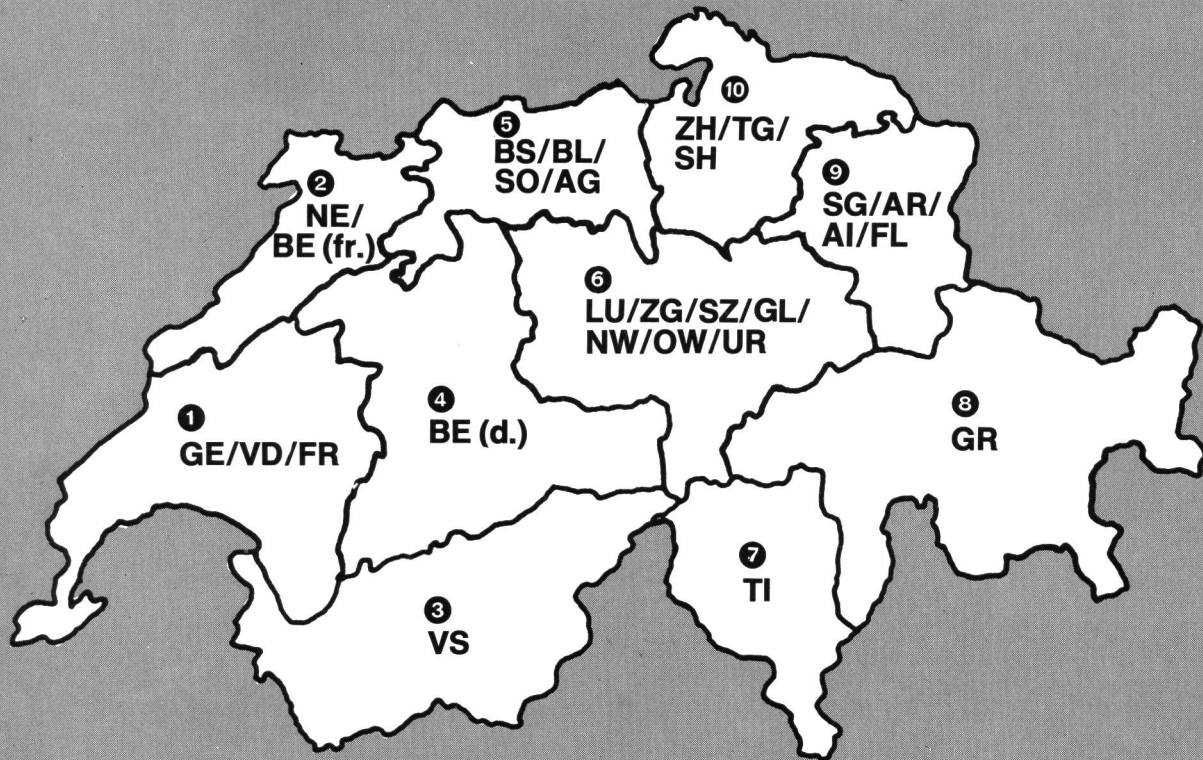 10
ZH/TG/
SH
5
BS/BL/
SO/AG
9
SG/AR/
AI/FL
2
NE/
BE (fr.)
6
LU/ZG/SZ/GL/
NW/OW/UR
1
GE/VD/FR
4
BE (d.)
8
GR
7
TI
3
VS